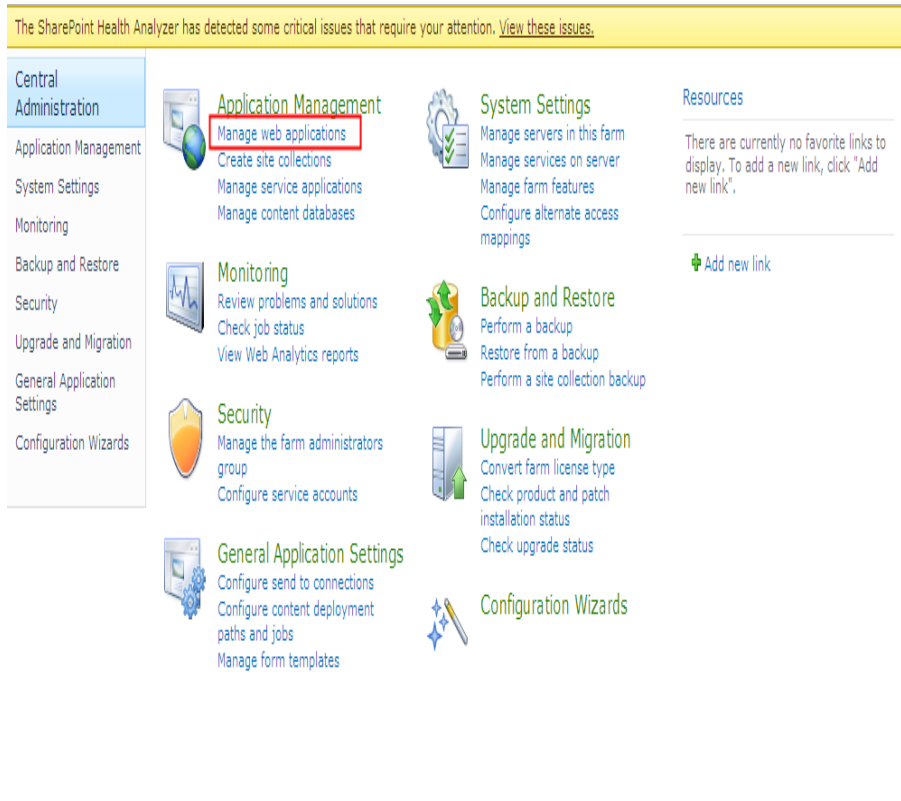 The SharePoint Health Analyzer has detected some critical issues that require your attention. View these issues.
Central
Administration
Application Management
System Settings
Monitoring
Backup and Restore
Security
Upgrade and Migration
General Application
Settings
Configuration Wizards
Application Management
Manage web applications
Create site collections
Manage service applications
Manage content databases
Monitoring
Review problems and solutions
Check job status
View Web Analytics reports
Security
Manage the farm administrators
group
Configure service accounts
General Application Settings
Configure send to connections
Configure content deployment
paths and jobs
Manage form templates
System Settings
Manage servers in this farm
Manage services on server
Manage farm features
Configure alternate access
mappings
Backup and Restore
Perform a backup
Restore from a backup
Perform a site collection backup
Upgrade and Migration
Convert farm license type
Check product and patch
installation status
Check upgrade status
Configuration Wizards
Resources
There are currently no favorite links to
display. To add a new link, click "Add
new link".
Add new link